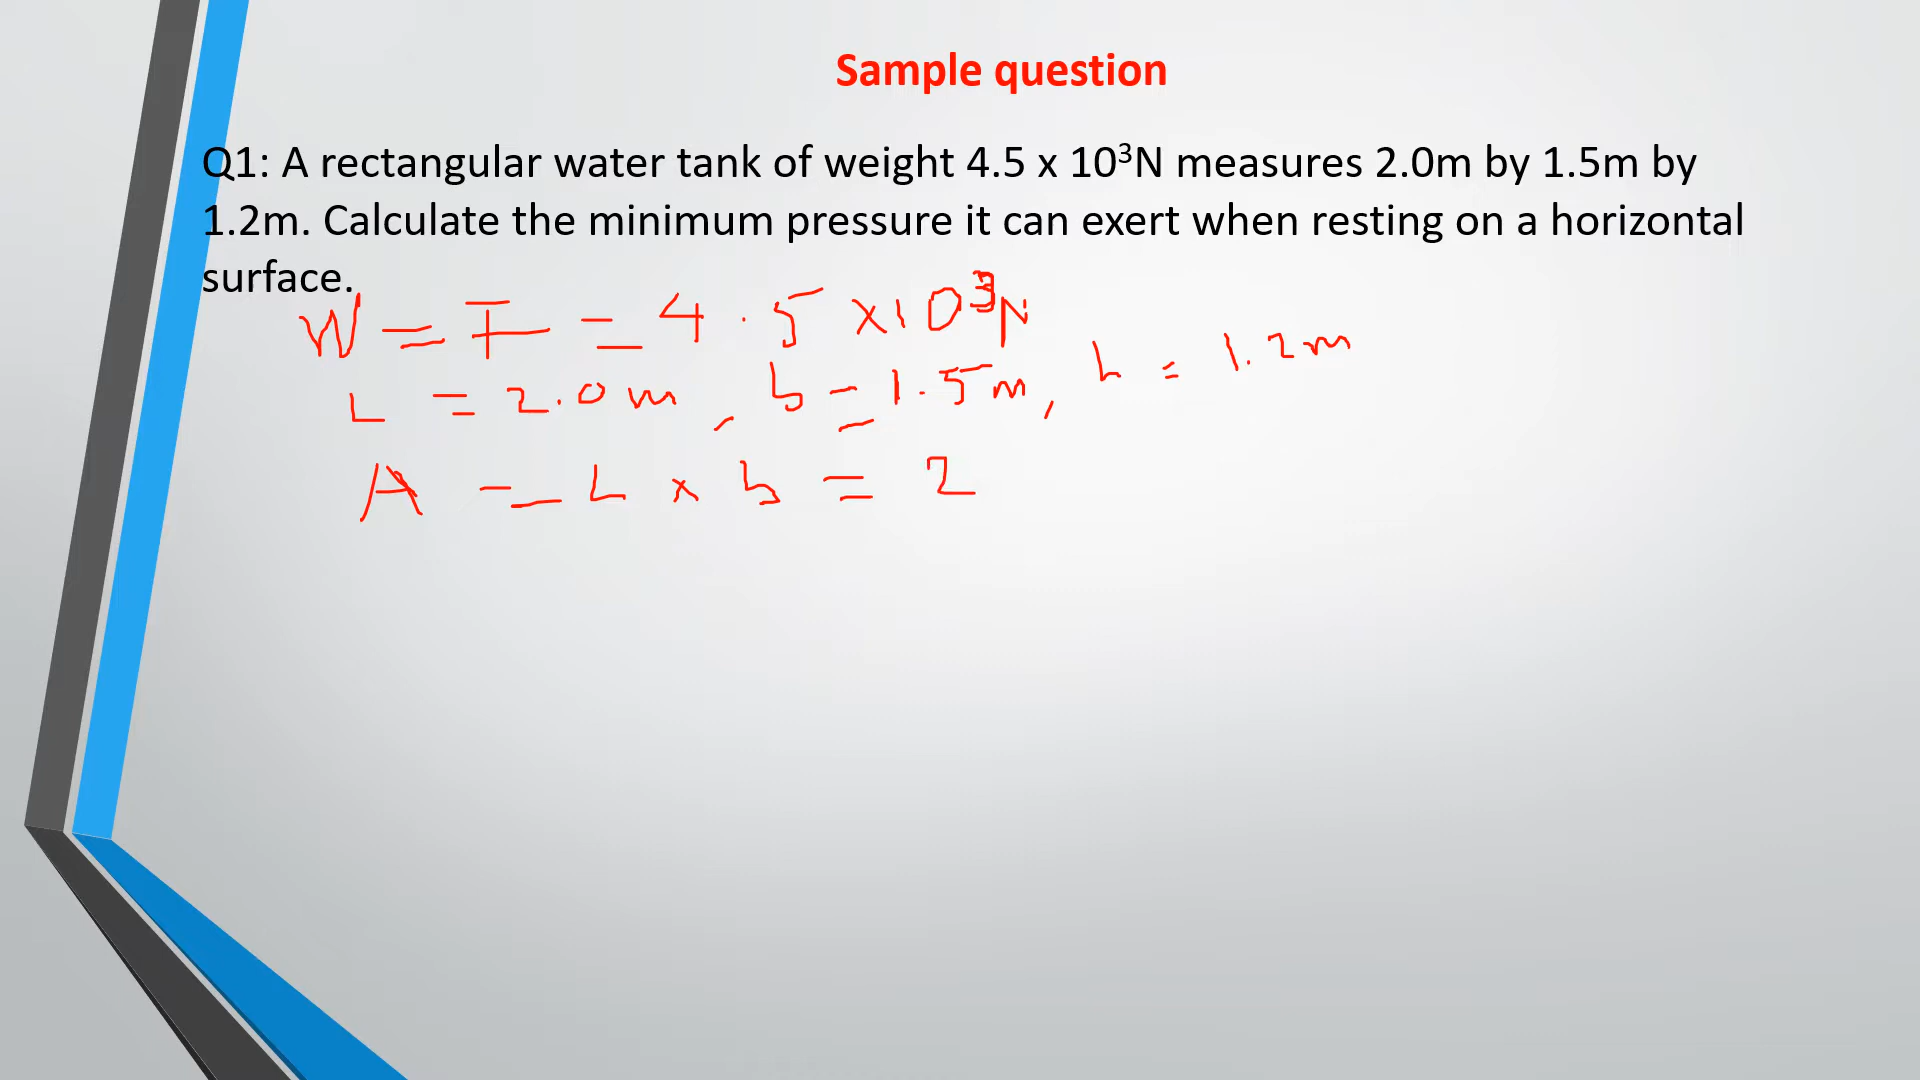 Sample question
Q1: A rectangular water tank of weight 4.5 x 10³N measures 2.0m by 1.5m by
1.2m. Calculate the minimum pressure it can exert when resting on a horizontal
surface.
W = F = 4.5 x10³N
L = 2.0m, b = 1.5m, h = 1.2m
A = L x b = 2